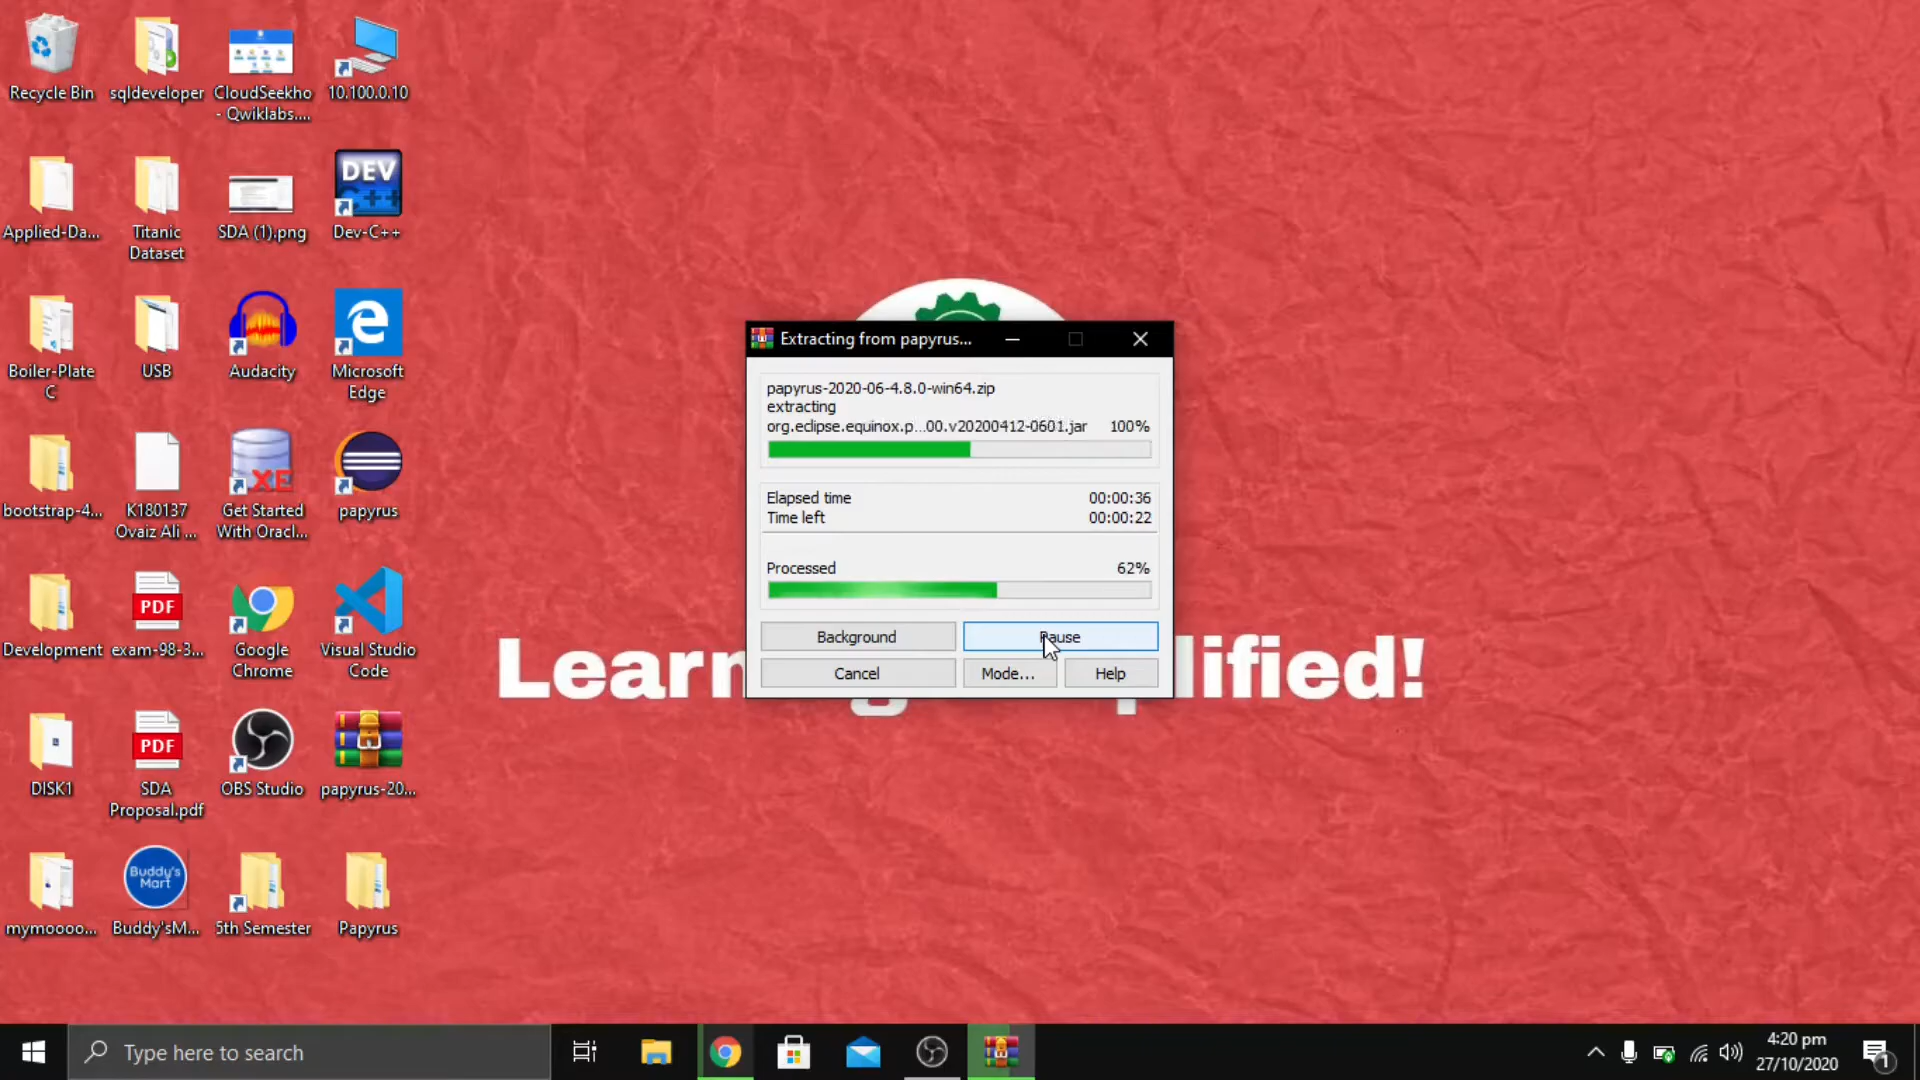 Recycle Bin
sqldeveloper
CloudSeekho
- Qwiklabs....
10.100.0.10
Applied-Da...
Titanic
Dataset
SDA (1).png
DEV
C++
Dev-C++
Boiler-Plate
C
USB
Audacity
Microsoft
Edge
bootstrap-4...
K180137
Ovaiz Ali ...
XE
Get Started
With Oracl...
papyrus
Development
PDF
exam-98-3...
Google
Chrome
Visual Studio
Code
DISK1
PDF
SDA
Proposal.pdf
OBS Studio
papyrus-20...
mymoooo...
Buddy's
Mart
Buddy'sM...
5th Semester
Papyrus
Extracting from papyrus...
papyrus-2020-06-4.8.0-win64.zip
extracting
org.eclipse.equinox.p...00.v20200412-0601.jar 100%
Elapsed time 00:00:36
Time left 00:00:22
Processed 62%
Background
Pause
Cancel
Mode...
Help
Type here to search
4:20 pm
27/10/2020
1